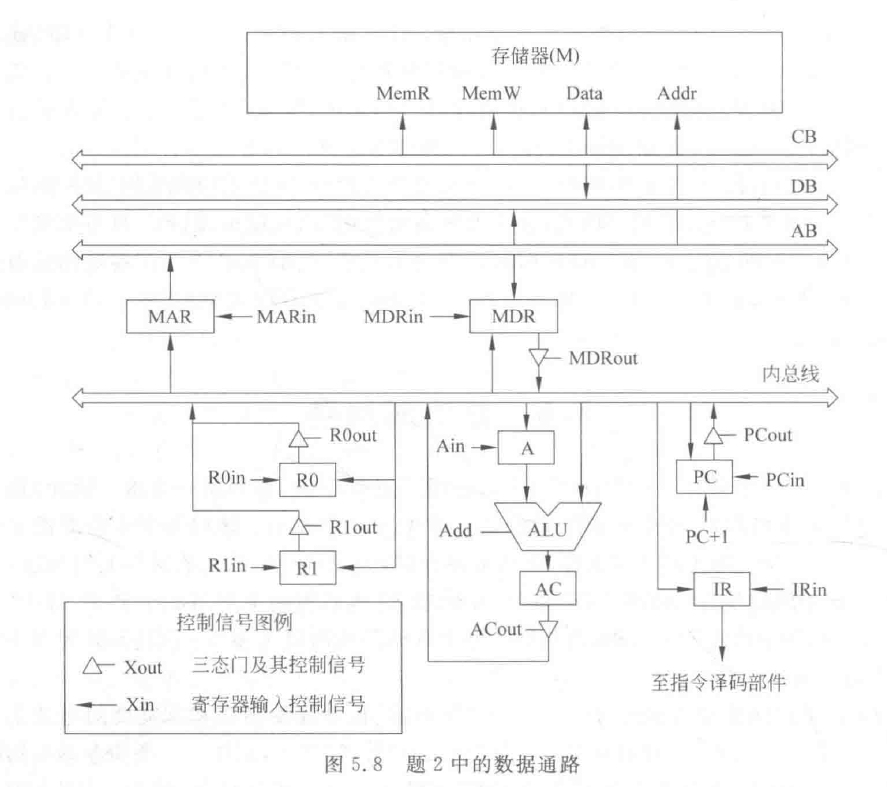 存储器(M)
MemR MemW Data Addr
CB
DB
AB
MAR MARin MDRin MDR
MDRout
内总线
R0out
R0in R0
R1out
R1in R1
Ain A
Add ALU
AC
ACout
PCout
PC PCin
PC+1
IR IRin
至指令译码部件
控制信号图例
Xout 三态门及其控制信号
Xin 寄存器输入控制信号
图 5.8 题 2 中的数据通路